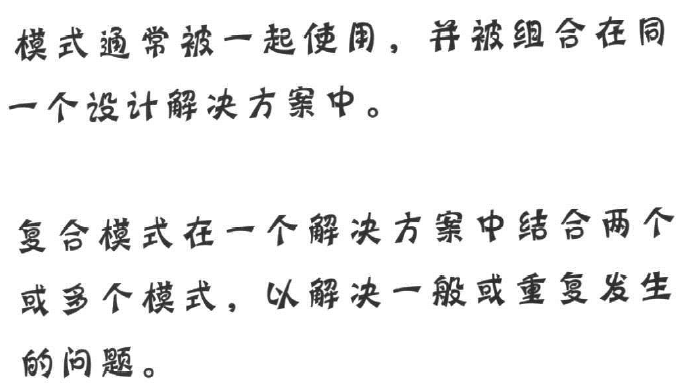 模式通常被一起使用，并被组合在同
一个设计解决方案中。
复合模式在一个解决方案中结合两个
或多个模式，以解决一般或重复发生
的问题。